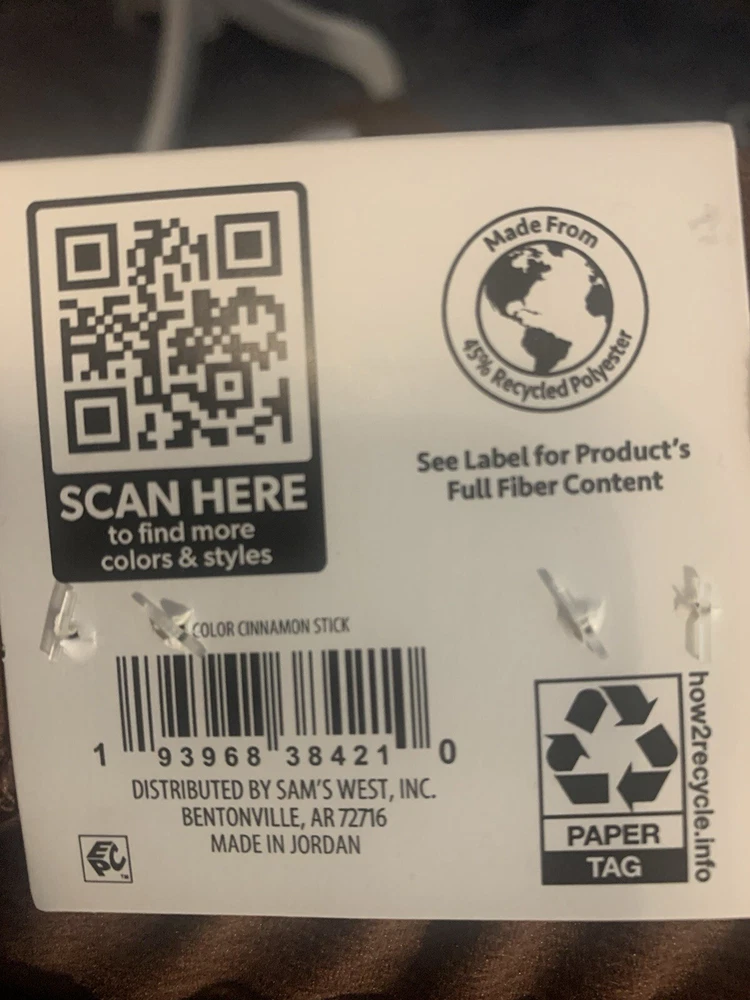 SCAN HERE
to find more
colors & styles
Made From
45% Recycled Polyester
See Label for Product's
Full Fiber Content
COLOR CINNAMON STICK
1 93968 38421 0
DISTRIBUTED BY SAM'S WEST, INC.
BENTONVILLE, AR 72716
MADE IN JORDAN
EPC
TM
how2recycle.info
PAPER
TAG